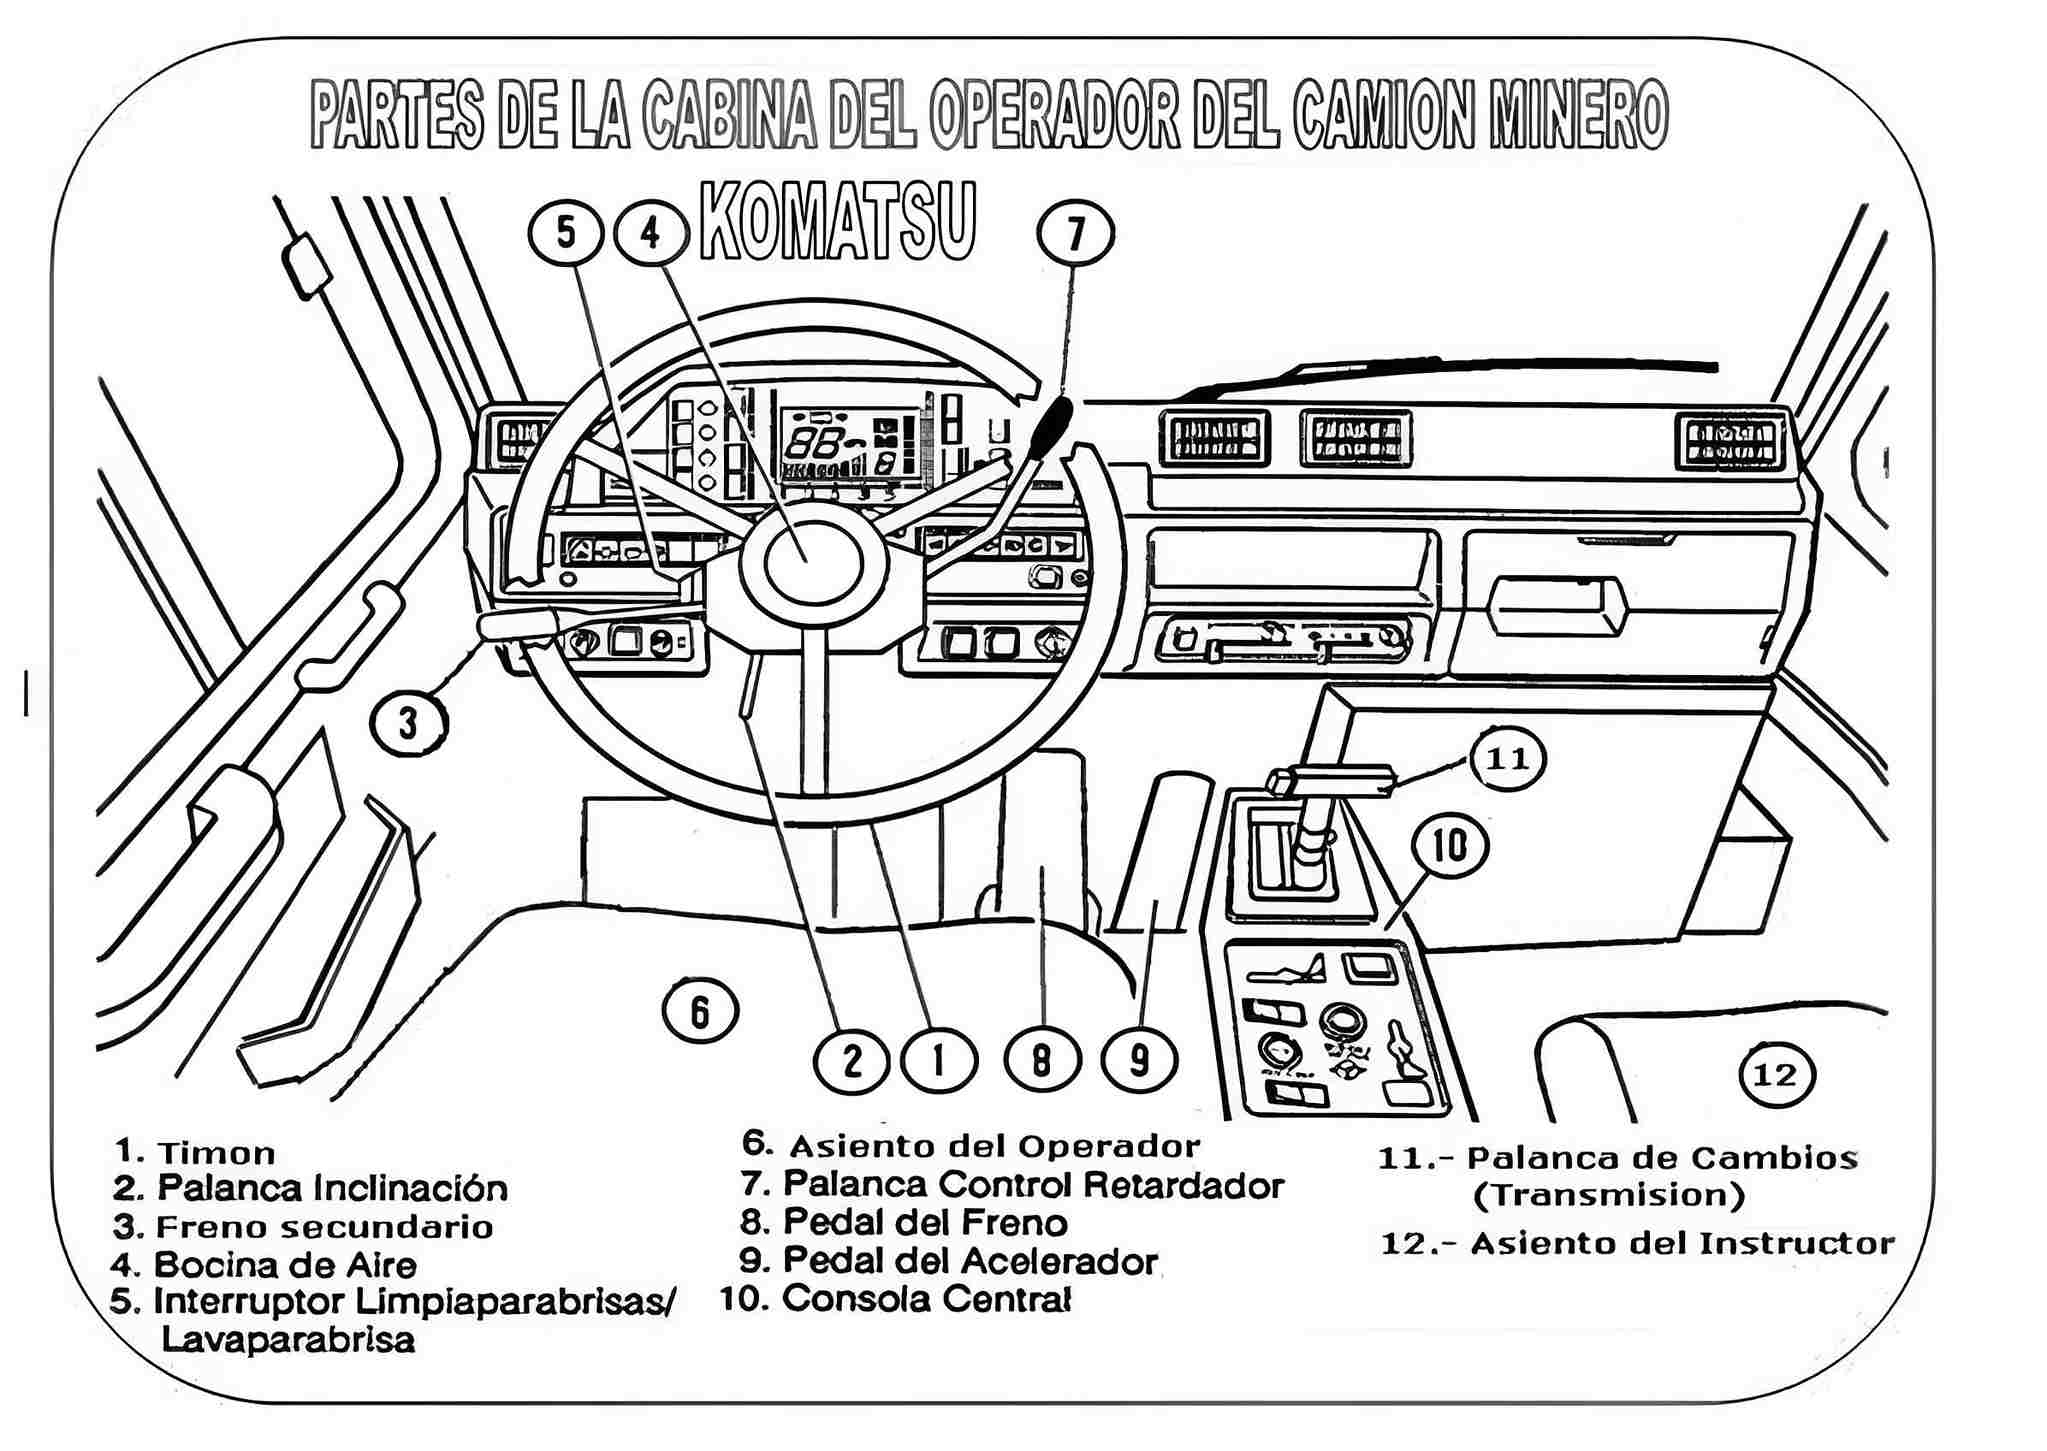 PARTES DE LA CABINA DEL OPERADOR DEL CAMION MINERO
KOMATSU
5
4
7
3
11
10
6
2
1
8
9
12
1. Timon
2. Palanca Inclinación
3. Freno secundario
4. Bocina de Aire
5. Interruptor Limpiaparabrisas/
Lavaparabrisa
6. Asiento del Operador
7. Palanca Control Retardador
8. Pedal del Freno
9. Pedal del Acelerador
10. Consola Central
11.- Palanca de Cambios
(Transmision)
12.- Asiento del Instructor